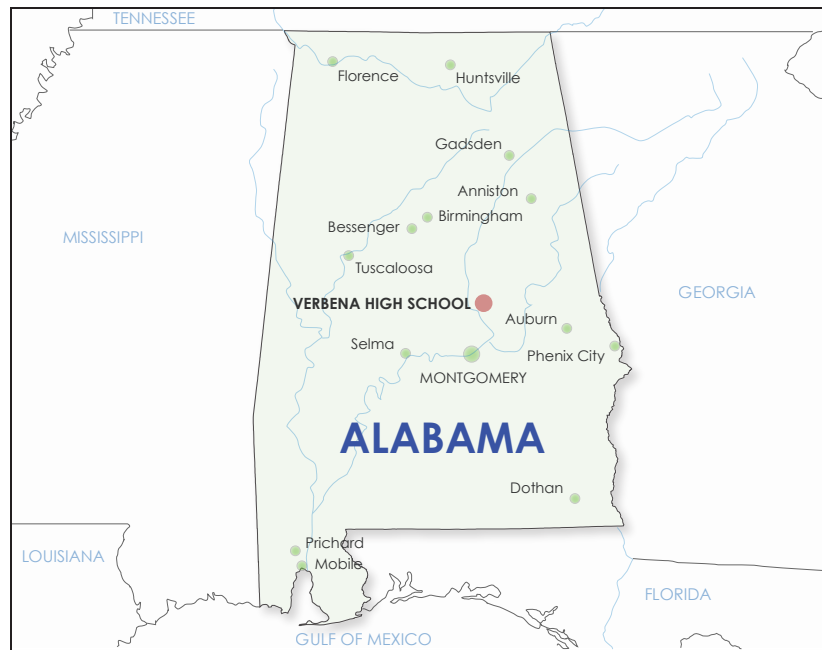 TENNESSEE
Florence
Huntsville
Gadsden
Anniston
Birmingham
Bessenger
MISSISSIPPI
Tuscaloosa
GEORGIA
VERBENA HIGH SCHOOL
Auburn
Selma
Phenix City
MONTGOMERY
ALABAMA
Dothan
Prichard
LOUISIANA
Mobile
FLORIDA
GULF OF MEXICO